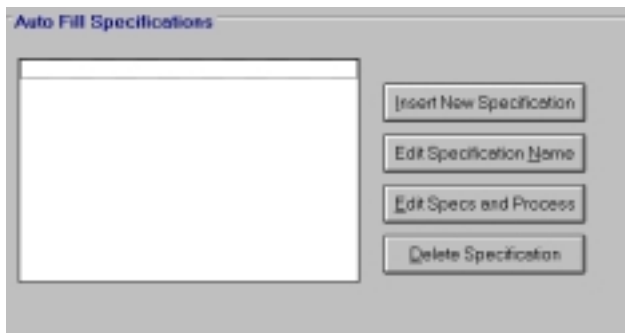 Auto Fill Specifications
Insert New Specification
Edit Specification Name
Edit Specs and Process
Delete Specification